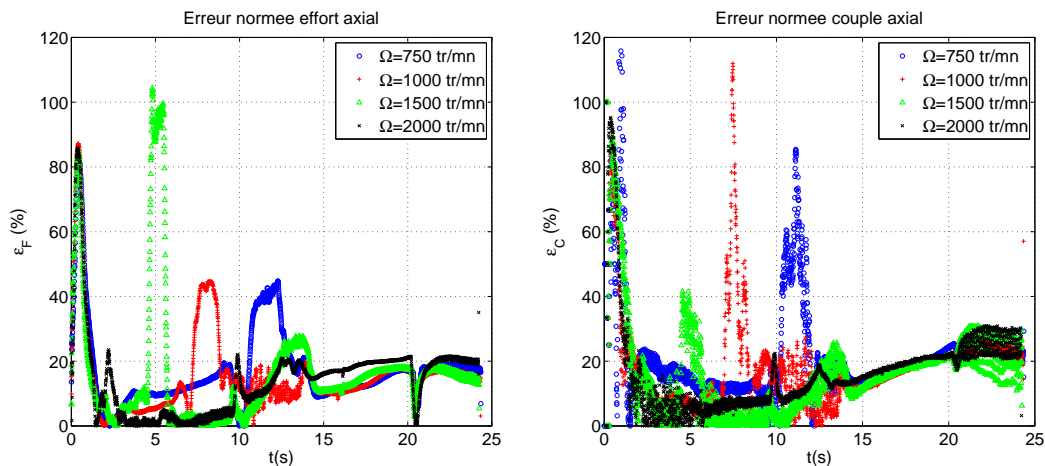 Erreur normee effort axial
120
100
80
60
40
20
0
0
5
10
15
20
25
ε_F (%)
t(s)
Ω=750 tr/mn
Ω=1000 tr/mn
Ω=1500 tr/mn
Ω=2000 tr/mn
Erreur normee couple axial
120
100
80
60
40
20
0
0
5
10
15
20
25
ε_C (%)
t(s)
Ω=750 tr/mn
Ω=1000 tr/mn
Ω=1500 tr/mn
Ω=2000 tr/mn